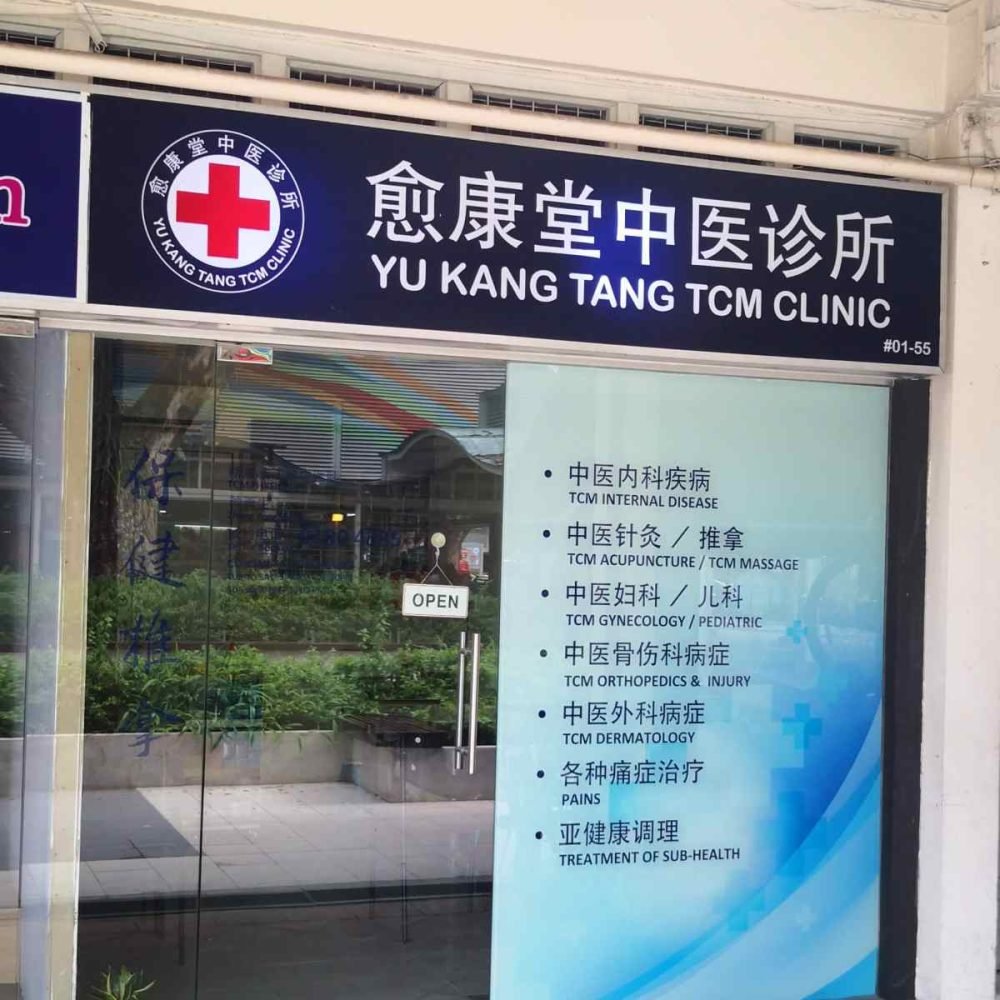 愈康堂中医诊所
YU KANG TANG TCM CLINIC
愈康堂中医诊所
YU KANG TANG TCM CLINIC
#01-55
保健推拿
OPEN
• 中医内科疾病
TCM INTERNAL DISEASE
• 中医针灸 / 推拿
TCM ACUPUNCTURE / TCM MASSAGE
• 中医妇科 / 儿科
TCM GYNECOLOGY / PEDIATRIC
• 中医骨伤科病症
TCM ORTHOPEDICS & INJURY
• 中医外科病症
TCM DERMATOLOGY
• 各种痛症治疗
PAINS
• 亚健康调理
TREATMENT OF SUB-HEALTH